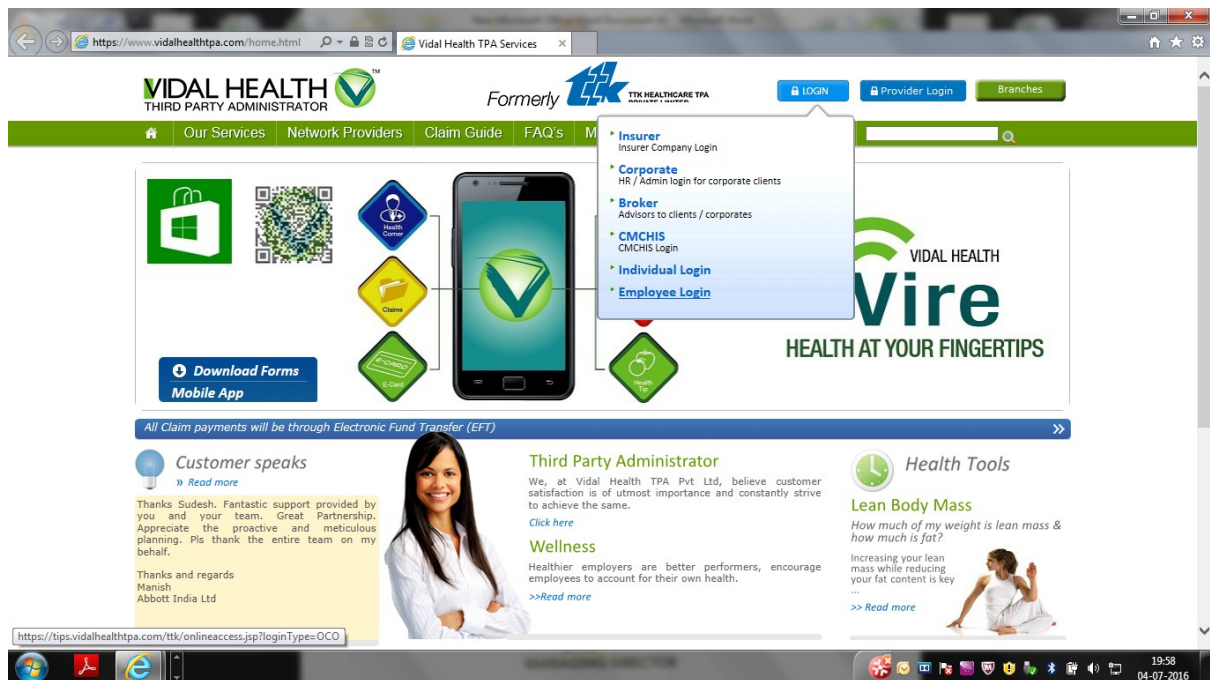 https://www.vidalhealthtpa.com/home.html
Vidal Health TPA Services
VIDAL HEALTH
TM
THIRD PARTY ADMINISTRATOR
Formerly
ttk
TTK HEALTHCARE TPA
PRIVATE LIMITED
LOGIN
Provider Login
Branches
Our Services
Network Providers
Claim Guide
FAQ's
M
Insurer
Insurer Company Login
Corporate
HR / Admin login for corporate clients
Broker
Advisors to clients / corporates
CMCHIS
CMCHIS Login
Individual Login
Employee Login
Health
Corner
Claims
E-CARD
E-Card
Health
Tip
VIDAL HEALTH
Wire
HEALTH AT YOUR FINGERTIPS
Download Forms
Mobile App
All Claim payments will be through Electronic Fund Transfer (EFT)
Customer speaks
» Read more
Thanks Sudesh. Fantastic support provided by
you and your team. Great Partnership.
Appreciate the proactive and meticulous
planning. Pls thank the entire team on my
behalf.
Thanks and regards
Manish
Abbott India Ltd
Third Party Administrator
We, at Vidal Health TPA Pvt Ltd, believe customer
satisfaction is of utmost importance and constantly strive
to achieve the same.
Click here
Wellness
Healthier employers are better performers, encourage
employees to account for their own health.
>>Read more
Health Tools
Lean Body Mass
How much of my weight is lean mass &
how much is fat?
Increasing your lean
mass while reducing
your fat content is key
...
>> Read more
https://tips.vidalhealthtpa.com/ttk/onlineaccess.jsp?loginType=OCO
MANAGING DIRECTOR
19:58
04-07-2016